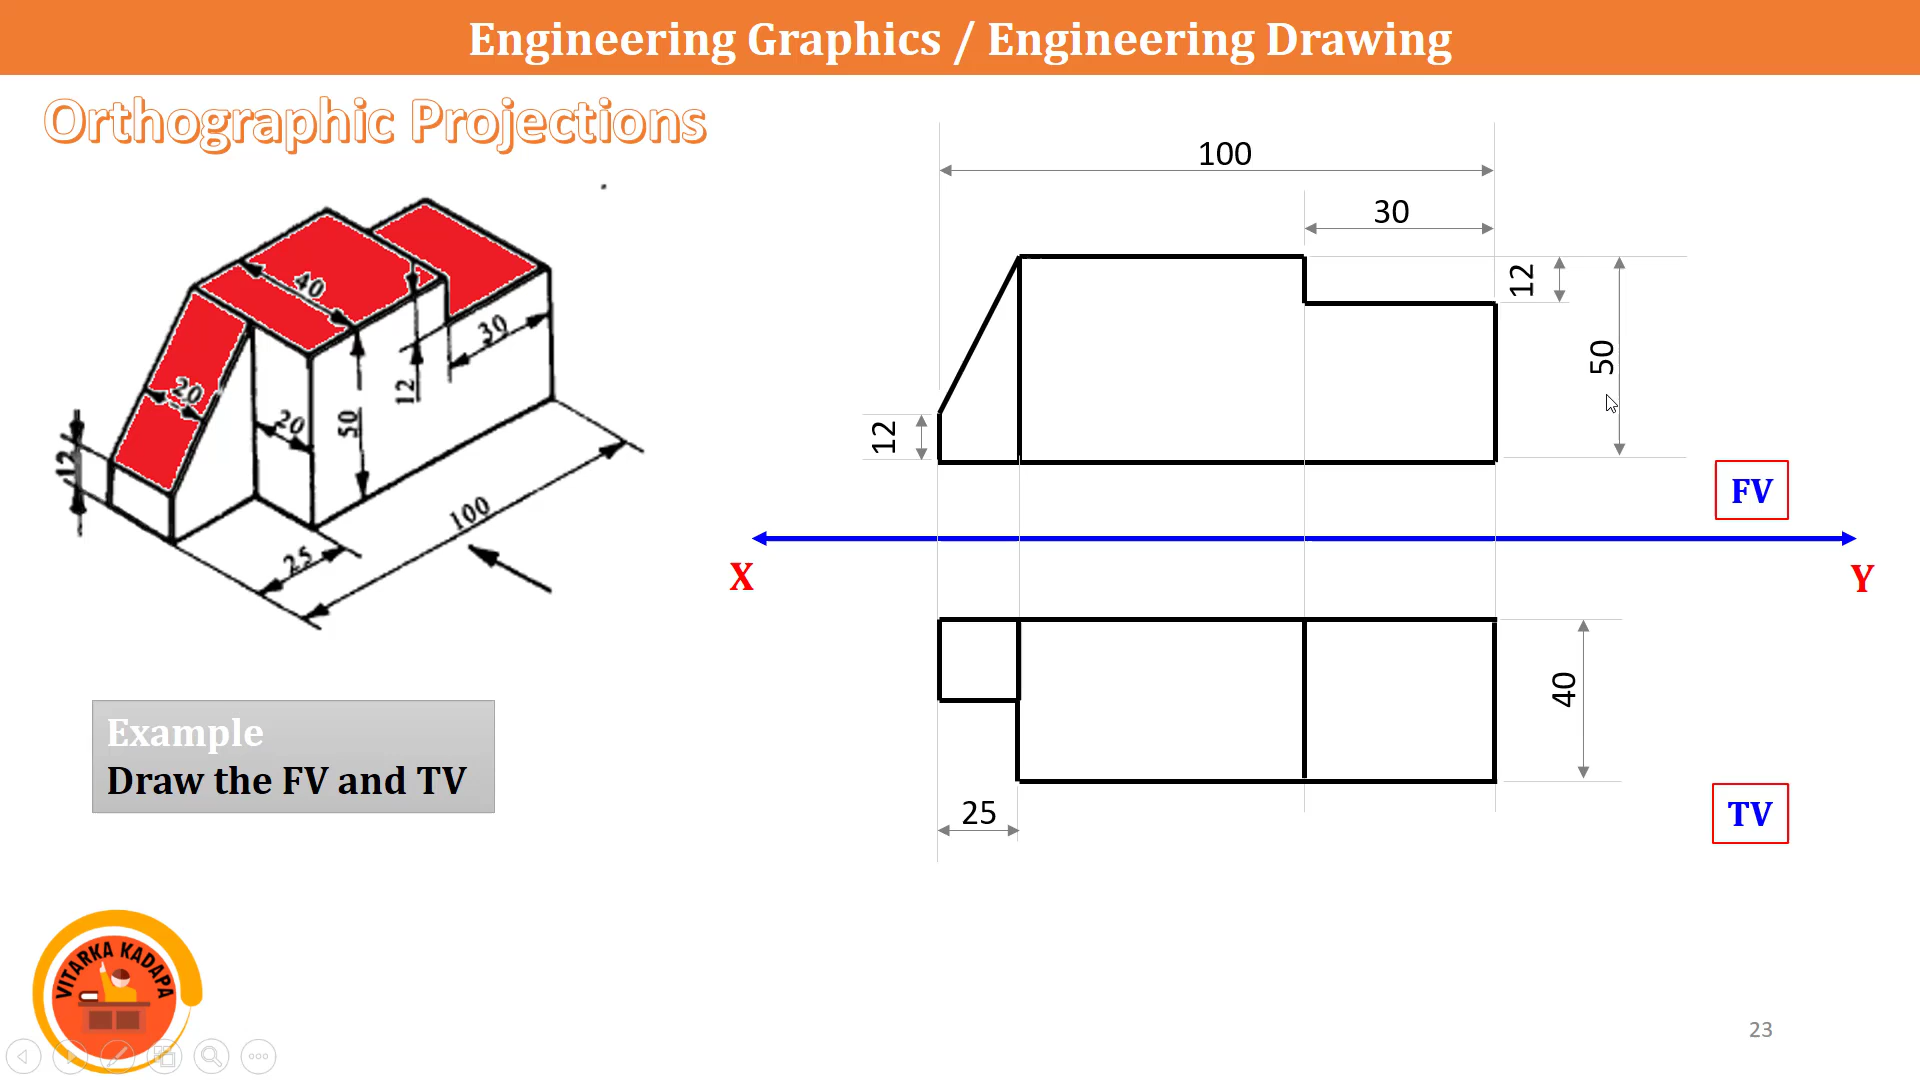 Engineering Graphics / Engineering Drawing
Orthographic Projections
40
20
12
20
50
12
30
25
100
100
30
12
50
12
FV
X
Y
40
25
TV
Example
Draw the FV and TV
VITARKA KADAPA
23